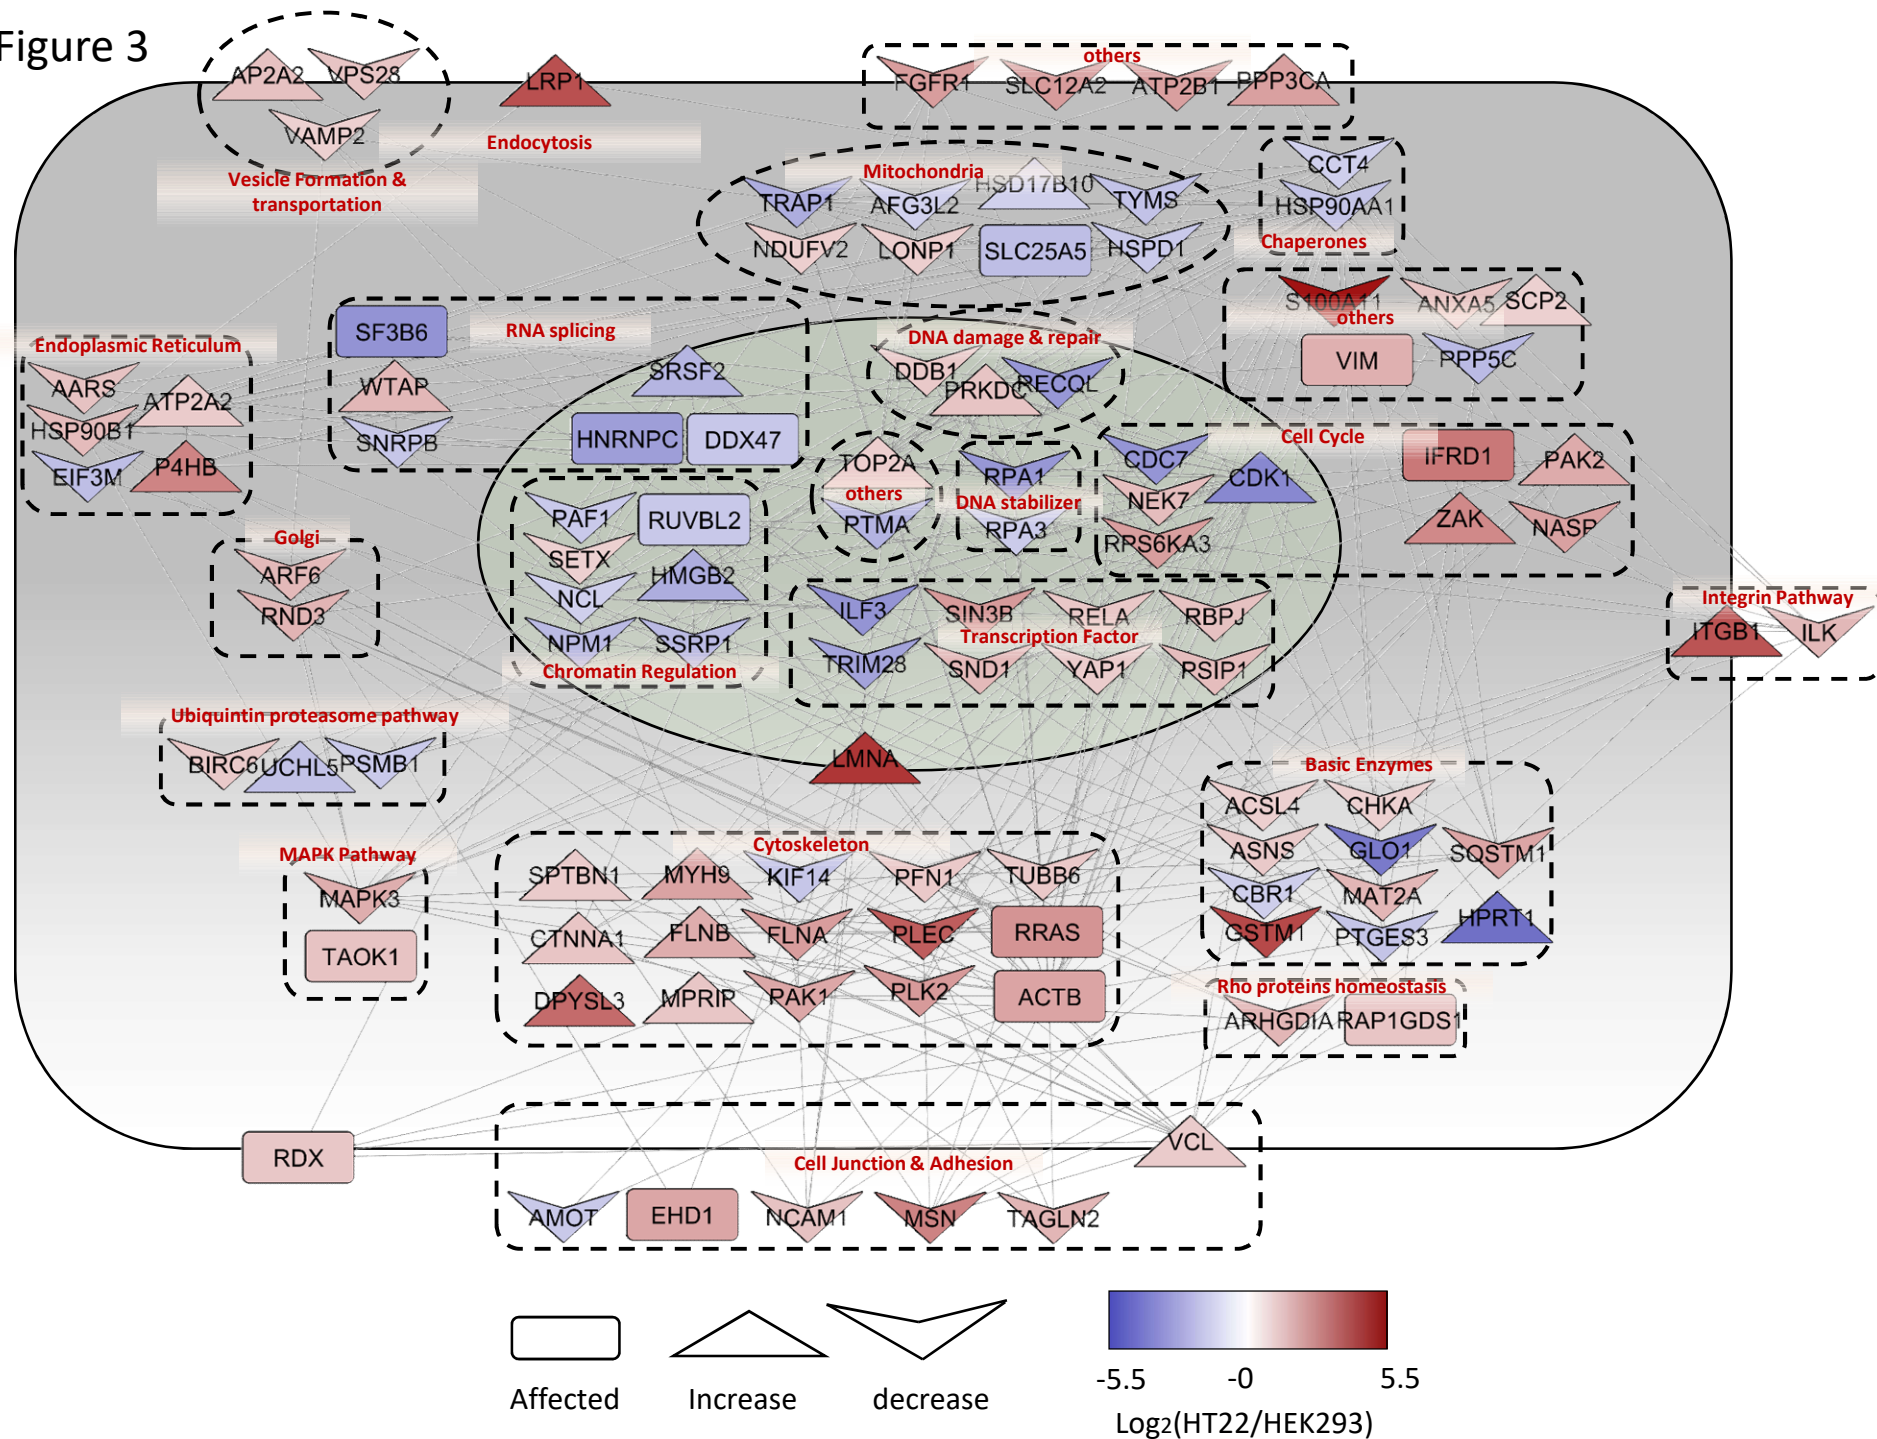 Figure 3
AP2A2
VPS28
VAMP2
Vesicle Formation &
transportation
LRP1
Endocytosis
others
FGFR1
SLC12A2
ATP2B1
PPP3CA
Mitochondria
TRAP1
AFG3L2
HSD17B10
TYMS
NDUFV2
LONP1
SLC25A5
HSPD1
CCT4
HSP90AA1
Chaperones
S100A11
ANXA5
SCP2
others
VIM
PPP5C
Endoplasmic Reticulum
AARS
ATP2A2
HSP90B1
EIF3M
P4HB
SF3B6
RNA splicing
WTAP
SRSF2
SNRPB
HNRNPC
DDX47
DNA damage & repair
DDB1
PRKDC
RECQL
TOP2A
others
PTMA
RPA1
DNA stabilizer
RPA3
Cell Cycle
CDC7
CDK1
NEK7
RPS6KA3
IFRD1
PAK2
ZAK
NASP
Golgi
ARF6
RND3
PAF1
RUVBL2
SETX
HMGB2
NCL
NPM1
SSRP1
Chromatin Regulation
ILF3
SIN3B
RELA
RBPJ
Transcription Factor
TRIM28
SND1
YAP1
PSIP1
Integrin Pathway
ITGB1
ILK
Ubiquintin proteasome pathway
BIRC6
UCHL5
PSMB1
LMNA
MAPK Pathway
MAPK3
TAOK1
Cytoskeleton
SPTBN1
MYH9
KIF14
PFN1
TUBB6
CTNNA1
FLNB
FLNA
PLEC
RRAS
DPYSL3
MPRIP
PAK1
PLK2
ACTB
Basic Enzymes
ACSL4
CHKA
ASNS
GLO1
SQSTM1
CBR1
MAT2A
GSTM1
PTGES3
HPRT1
Rho proteins homeostasis
ARHGDIA
RAP1GDS1
RDX
VCL
Cell Junction & Adhesion
AMOT
EHD1
NCAM1
MSN
TAGLN2
Affected
Increase
decrease
-5.5
-0
5.5
Log2(HT22/HEK293)